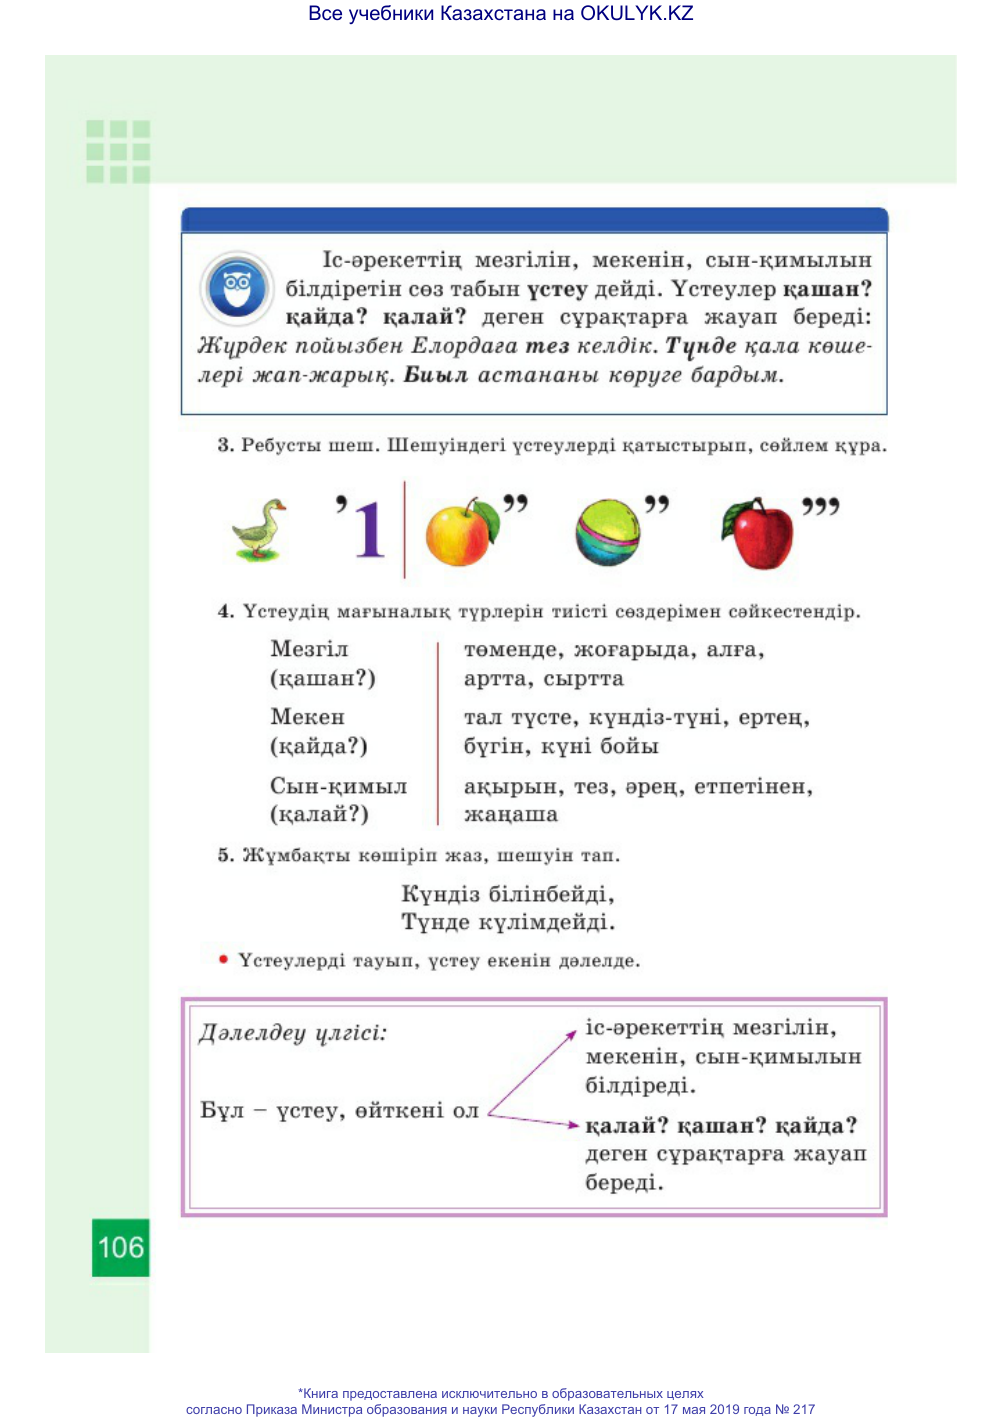 Все учебники Казахстана на OKULYK.KZ
Іс-әрекеттің мезгілін, мекенін, сын-қимылын
білдіретін сөз табын үстеу дейді. Үстеулер қашан?
қайда? қалай? деген сұрақтарға жауап береді:
Жүрдек пойызбен Елордаға тез келдік. Түнде қала көше-
лері жап-жарық. Биыл астананы көруге бардым.
3. Ребусты шеш. Шешуіндегі үстеулерді қатыстырып, сөйлем құра.
’1 ’’ ’’ ’’’
4. Үстеудің мағыналық түрлерін тиісті сөздерімен сәйкестендір.
Мезгіл төменде, жоғарыда, алға,
(қашан?) артта, сыртта
Мекен тал түсте, күндіз-түні, ертең,
(қайда?) бүгін, күні бойы
Сын-қимыл ақырын, тез, әрең, етпетінен,
(қалай?) жаңаша
5. Жұмбақты көшіріп жаз, шешуін тап.
Күндіз білінбейді,
Түнде күлімдейді.
• Үстеулерді тауып, үстеу екенін дәлелде.
Дәлелдеу үлгісі:
Бұл – үстеу, өйткені ол
іс-әрекеттің мезгілін,
мекенін, сын-қимылын
білдіреді.
қалай? қашан? қайда?
деген сұрақтарға жауап
береді.
106
*Книга предоставлена исключительно в образовательных целях
согласно Приказа Министра образования и науки Республики Казахстан от 17 мая 2019 года № 217